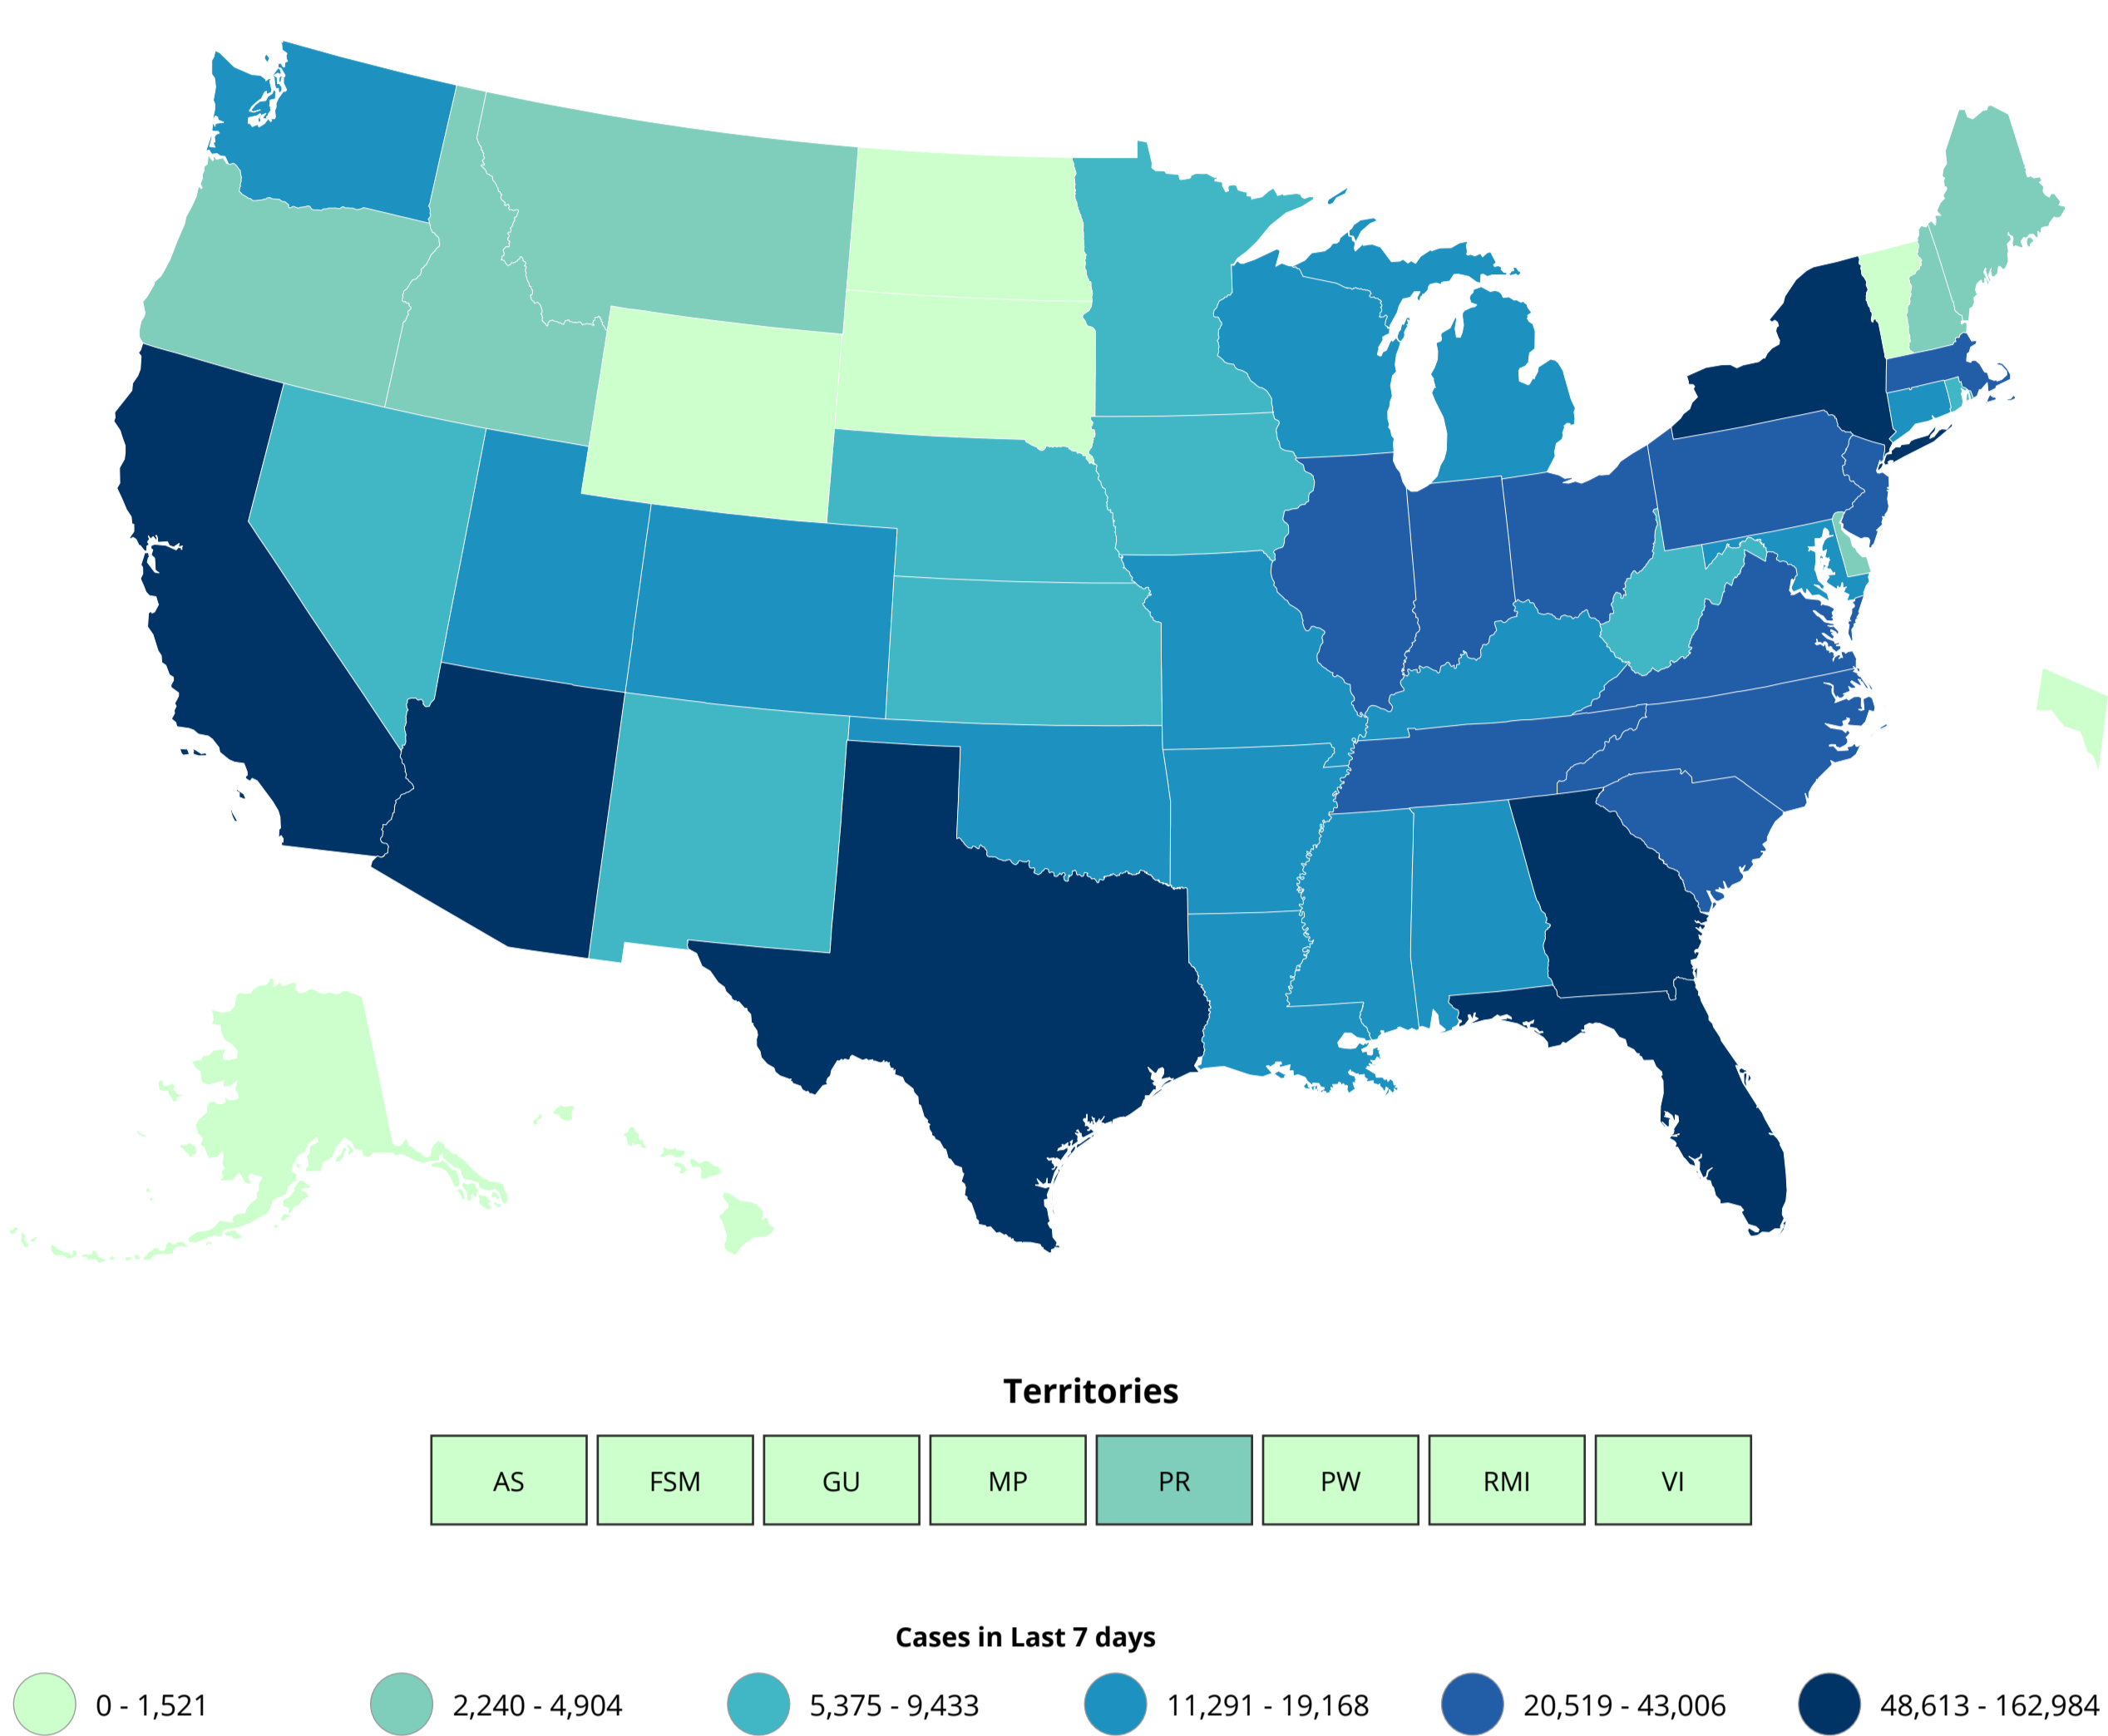 Territories
AS FSM GU MP PR PW RMI VI
Cases in Last 7 days
0 - 1,521 2,240 - 4,904 5,375 - 9,433 11,291 - 19,168 20,519 - 43,006 48,613 - 162,984